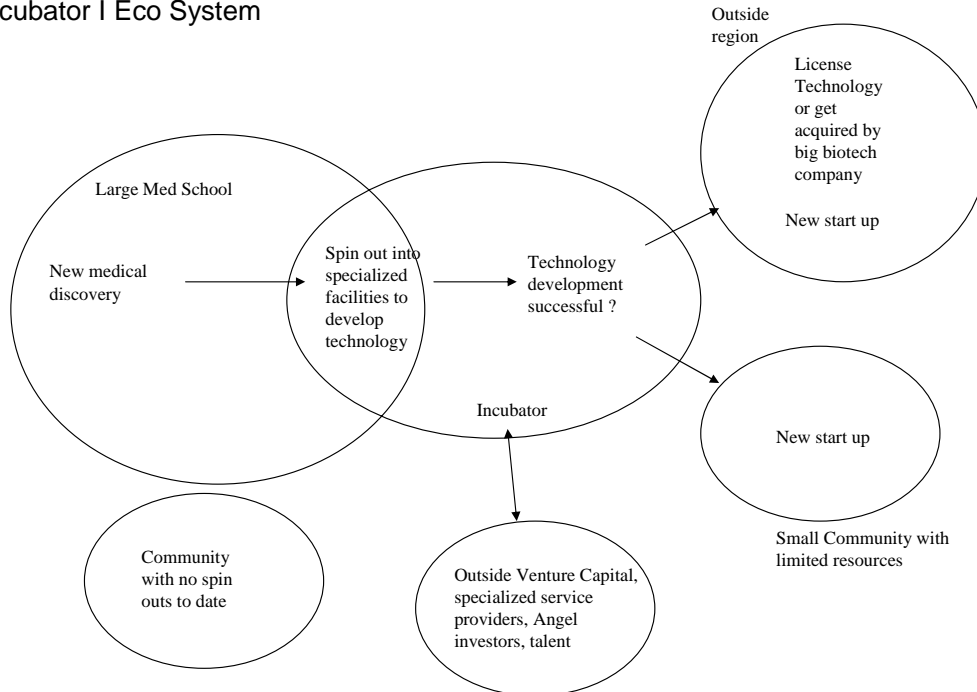 cubator I Eco System
Outside
region
License
Technology
or get
acquired by
big biotech
company
New start up
Large Med School
New medical
discovery
Spin out into
specialized
facilities to
develop
technology
Technology
development
successful ?
Incubator
New start up
Small Community with
limited resources
Community
with no spin
outs to date
Outside Venture Capital,
specialized service
providers, Angel
investors, talent